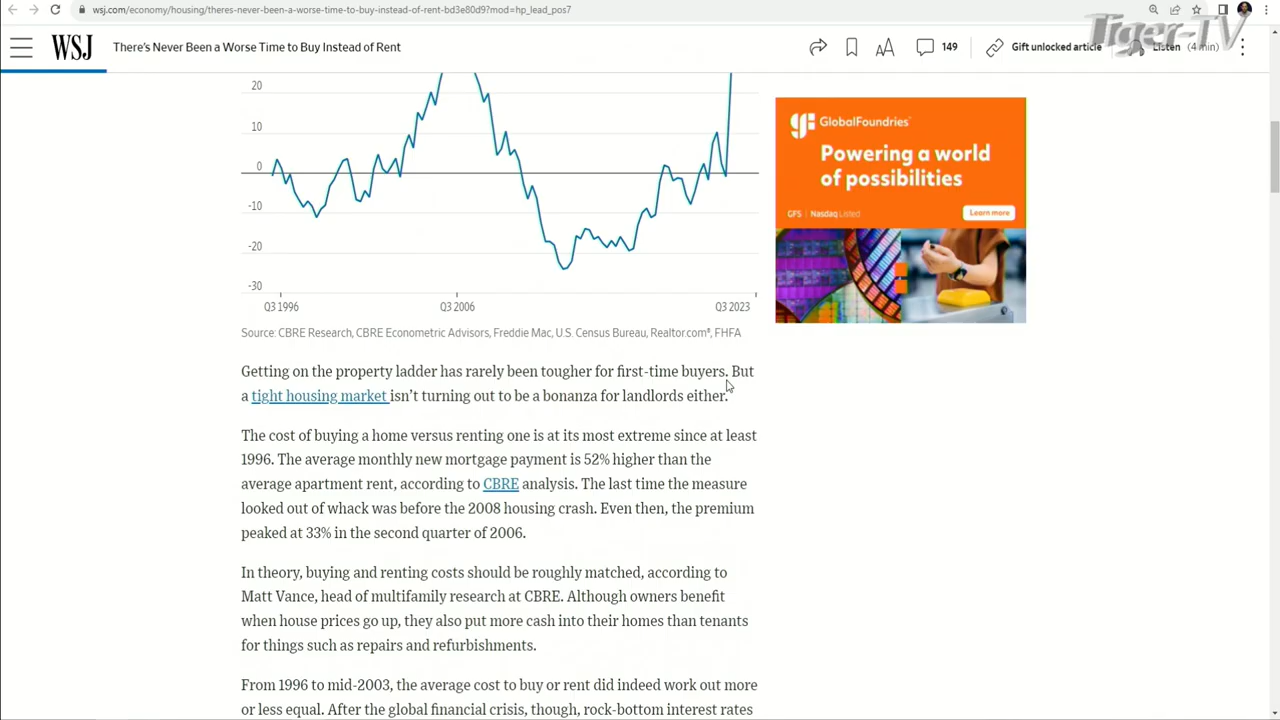 wsj.com/economy/housing/theres-never-been-a-worse-time-to-buy-instead-of-rent-bd3e80d9?mod=hp_lead_pos7
Tiger-TV
WSJ
There's Never Been a Worse Time to Buy Instead of Rent
AA
149
Gift unlocked article
Listen (4 min)
20
10
0
-10
-20
-30
Q3 1996
Q3 2006
Q3 2023
Source: CBRE Research, CBRE Econometric Advisors, Freddie Mac, U.S. Census Bureau, Realtor.com®, FHFA
GlobalFoundries™
Powering a world
of possibilities
GFS | Nasdaq Listed
Learn more
Getting on the property ladder has rarely been tougher for first-time buyers. But
a tight housing market isn't turning out to be a bonanza for landlords either.
The cost of buying a home versus renting one is at its most extreme since at least
1996. The average monthly new mortgage payment is 52% higher than the
average apartment rent, according to CBRE analysis. The last time the measure
looked out of whack was before the 2008 housing crash. Even then, the premium
peaked at 33% in the second quarter of 2006.
In theory, buying and renting costs should be roughly matched, according to
Matt Vance, head of multifamily research at CBRE. Although owners benefit
when house prices go up, they also put more cash into their homes than tenants
for things such as repairs and refurbishments.
From 1996 to mid-2003, the average cost to buy or rent did indeed work out more
or less equal. After the global financial crisis, though, rock-bottom interest rates